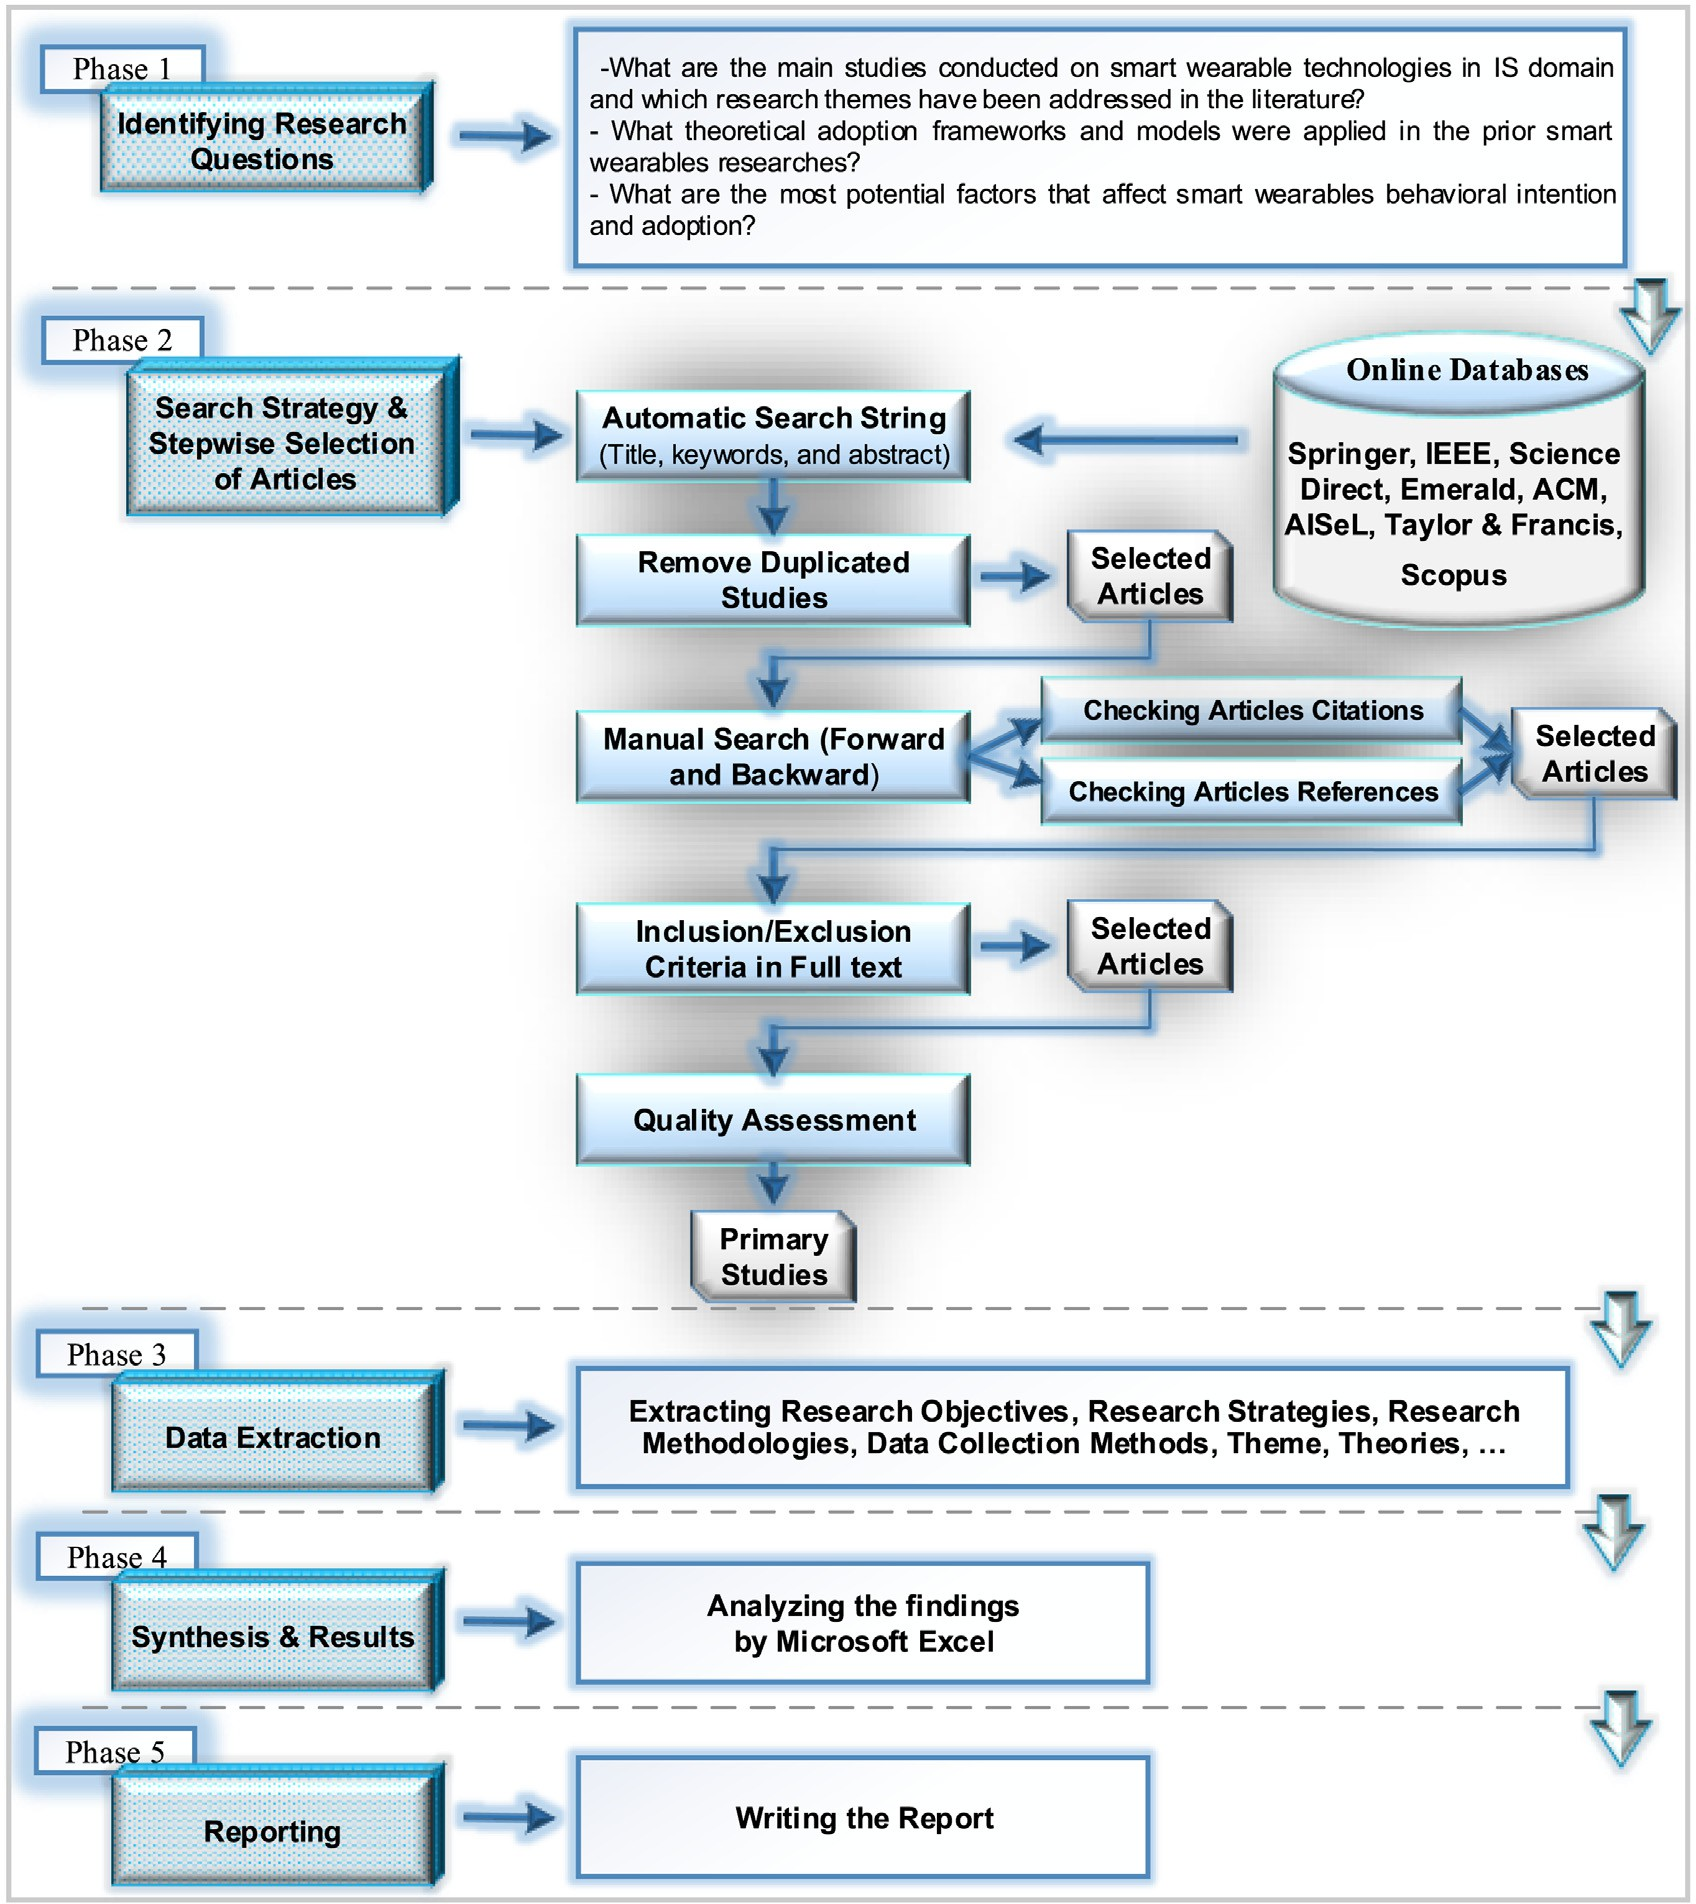 Phase 1
Identifying Research
Questions
-What are the main studies conducted on smart wearable technologies in IS domain
and which research themes have been addressed in the literature?
- What theoretical adoption frameworks and models were applied in the prior smart
wearables researches?
- What are the most potential factors that affect smart wearables behavioral intention
and adoption?
Phase 2
Search Strategy &
Stepwise Selection
of Articles
Automatic Search String
(Title, keywords, and abstract)
Online Databases
Springer, IEEE, Science
Direct, Emerald, ACM,
AISeL, Taylor & Francis,
Scopus
Remove Duplicated
Studies
Selected
Articles
Manual Search (Forward
and Backward)
Checking Articles Citations
Checking Articles References
Selected
Articles
Inclusion/Exclusion
Criteria in Full text
Selected
Articles
Quality Assessment
Primary
Studies
Phase 3
Data Extraction
Extracting Research Objectives, Research Strategies, Research
Methodologies, Data Collection Methods, Theme, Theories, ...
Phase 4
Synthesis & Results
Analyzing the findings
by Microsoft Excel
Phase 5
Reporting
Writing the Report